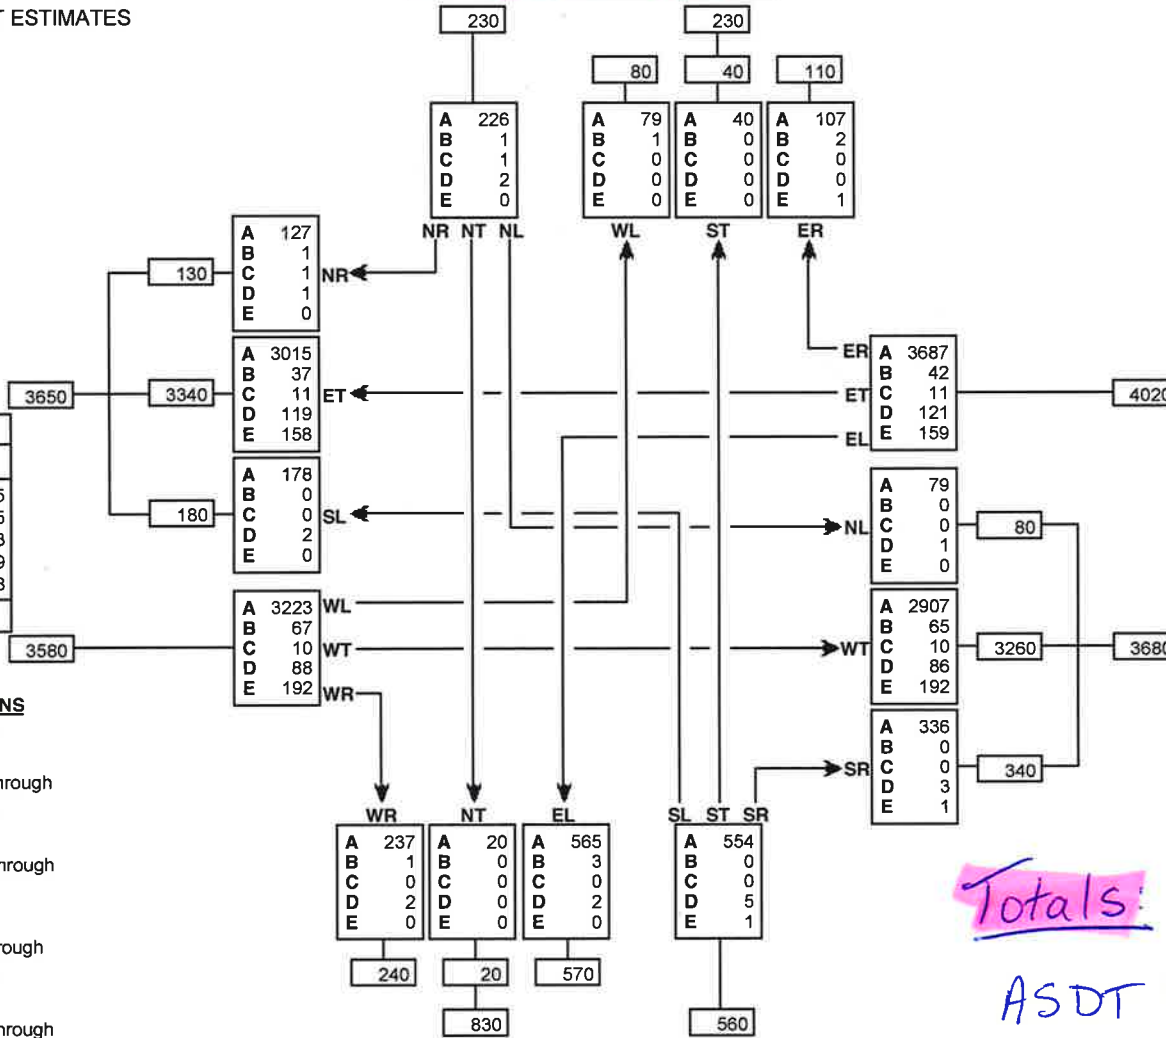 T ESTIMATES
230
230
80 40 110
A 226
B 1
C 1
D 2
E 0
A 79
B 1
C 0
D 0
E 0
A 40
B 0
C 0
D 0
E 0
A 107
B 2
C 0
D 0
E 1
NR NT NL
WL ST ER
A 127
B 1
C 1
D 1
E 0
130
NR
A 3015
B 37
C 11
D 119
E 158
3650
3340
ET
A 178
B 0
C 0
D 2
E 0
180
SL
ER
ET
EL
A 3687
B 42
C 11
D 121
E 159
4020
A 79
B 0
C 0
D 1
E 0
NL
80
A 3223
B 67
C 10
D 88
E 192
WL
WT
WR
3580
A 2907
B 65
C 10
D 86
E 192
WT
3260
3680
A 336
B 0
C 0
D 3
E 1
SR
340
NS
hrough
hrough
rough
hrough
WR NT EL
SL ST SR
A 237
B 1
C 0
D 2
E 0
A 20
B 0
C 0
D 0
E 0
A 565
B 3
C 0
D 2
E 0
A 554
B 0
C 0
D 5
E 1
240 20 570
830 560
Totals:
ASDT